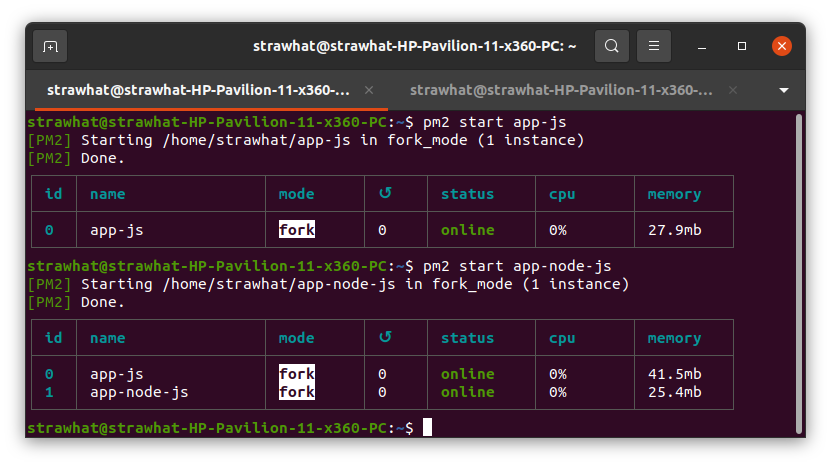 strawhat@strawhat-HP-Pavilion-11-x360-PC: ~
strawhat@strawhat-HP-Pavilion-11-x360-... × strawhat@strawhat-HP-Pavilion-11-x360-... ×
strawhat@strawhat-HP-Pavilion-11-x360-PC:~$ pm2 start app-js
[PM2] Starting /home/strawhat/app-js in fork_mode (1 instance)
[PM2] Done.
id name mode ↺ status cpu memory
0 app-js fork 0 online 0% 27.9mb
strawhat@strawhat-HP-Pavilion-11-x360-PC:~$ pm2 start app-node-js
[PM2] Starting /home/strawhat/app-node-js in fork_mode (1 instance)
[PM2] Done.
id name mode ↺ status cpu memory
0 app-js fork 0 online 0% 41.5mb
1 app-node-js fork 0 online 0% 25.4mb
strawhat@strawhat-HP-Pavilion-11-x360-PC:~$